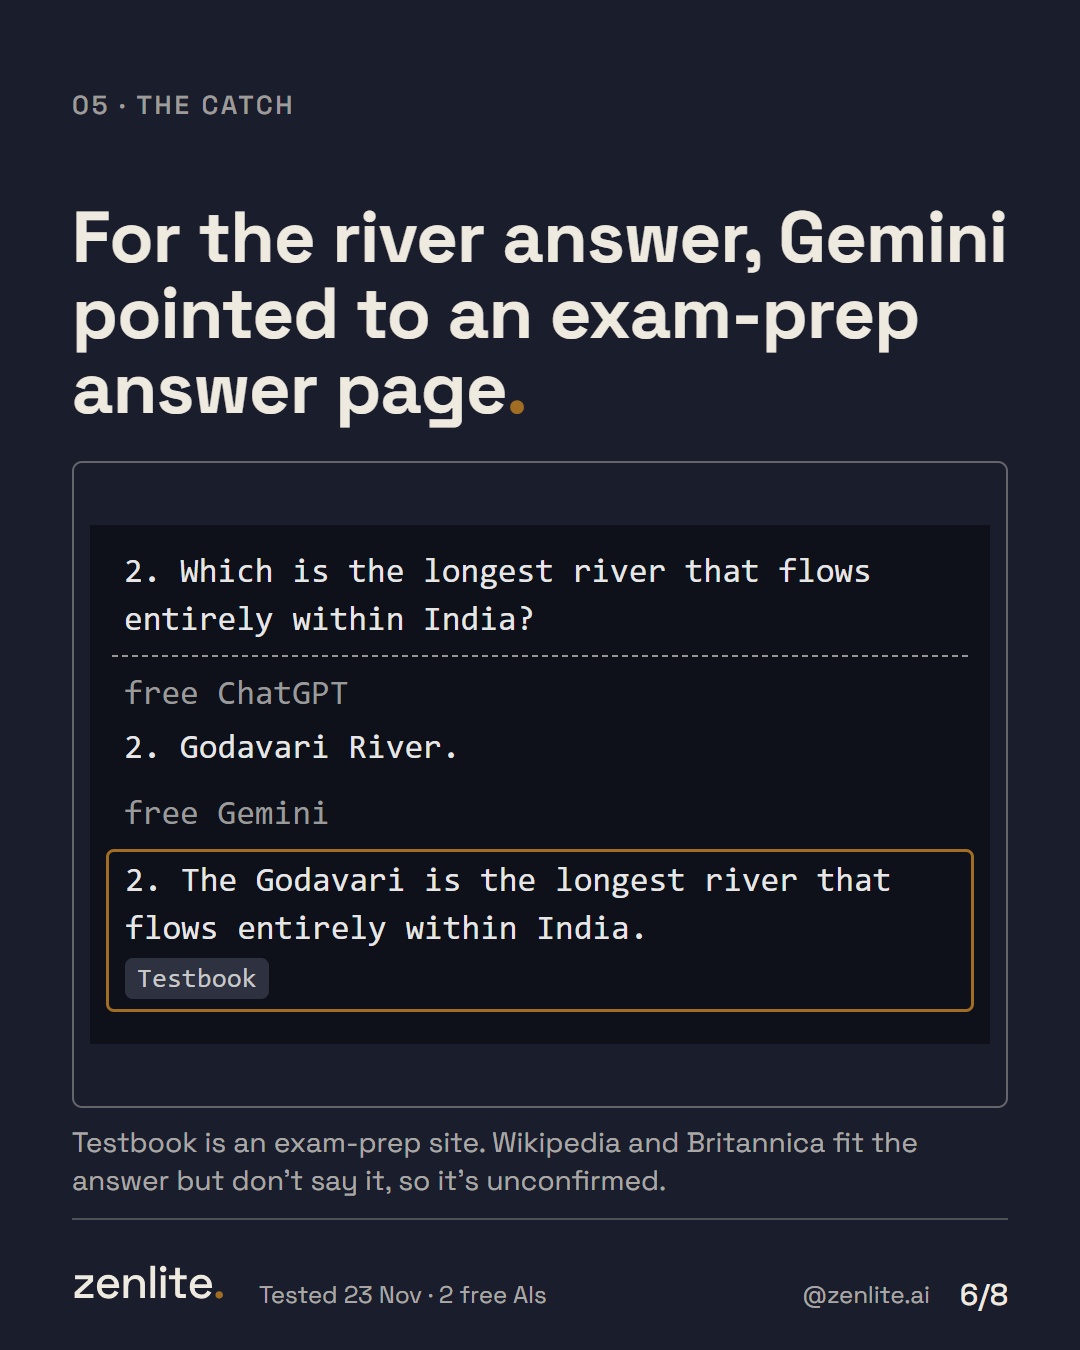 05 · THE CATCH
For the river answer, Gemini
pointed to an exam-prep
answer page.
2. Which is the longest river that flows
entirely within India?
free ChatGPT
2. Godavari River.
free Gemini
2. The Godavari is the longest river that
flows entirely within India.
Testbook
Testbook is an exam-prep site. Wikipedia and Britannica fit the
answer but don’t say it, so it’s unconfirmed.
zenlite.
Tested 23 Nov · 2 free AIs
@zenlite.ai
6/8